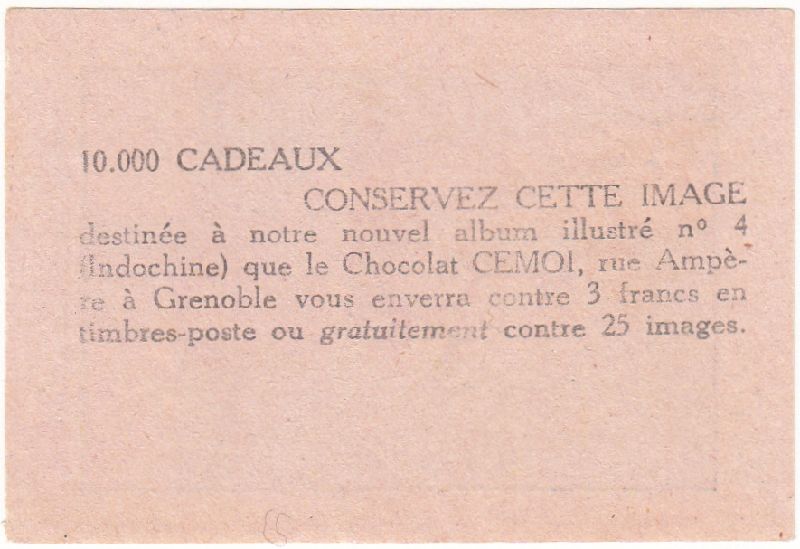 10.000 CADEAUX
CONSERVEZ CETTE IMAGE
destinée à notre nouvel album illustré nº 4
(Indochine) que le Chocolat CEMOI, rue Ampè-
re à Grenoble vous enverra contre 3 francs en
timbres-poste ou gratuitement contre 25 images.